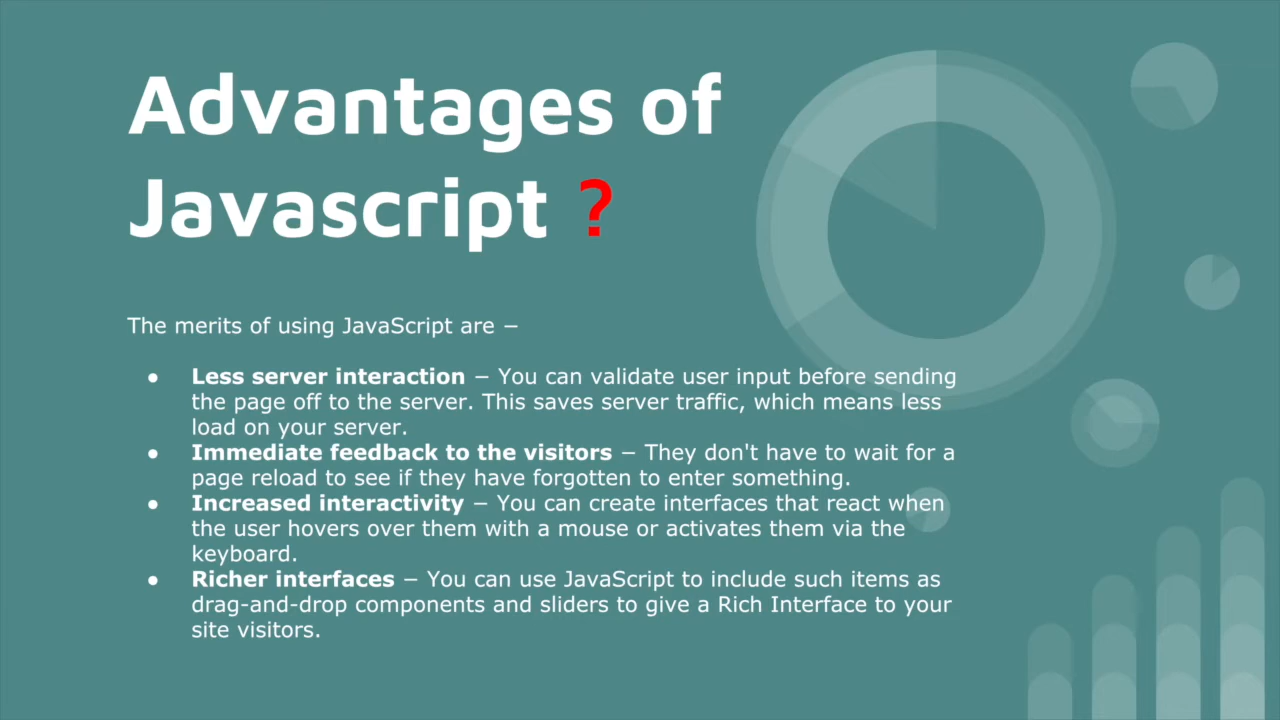 Advantages of
Javascript ?
The merits of using JavaScript are −
● Less server interaction − You can validate user input before sending
the page off to the server. This saves server traffic, which means less
load on your server.
● Immediate feedback to the visitors − They don't have to wait for a
page reload to see if they have forgotten to enter something.
● Increased interactivity − You can create interfaces that react when
the user hovers over them with a mouse or activates them via the
keyboard.
● Richer interfaces − You can use JavaScript to include such items as
drag-and-drop components and sliders to give a Rich Interface to your
site visitors.